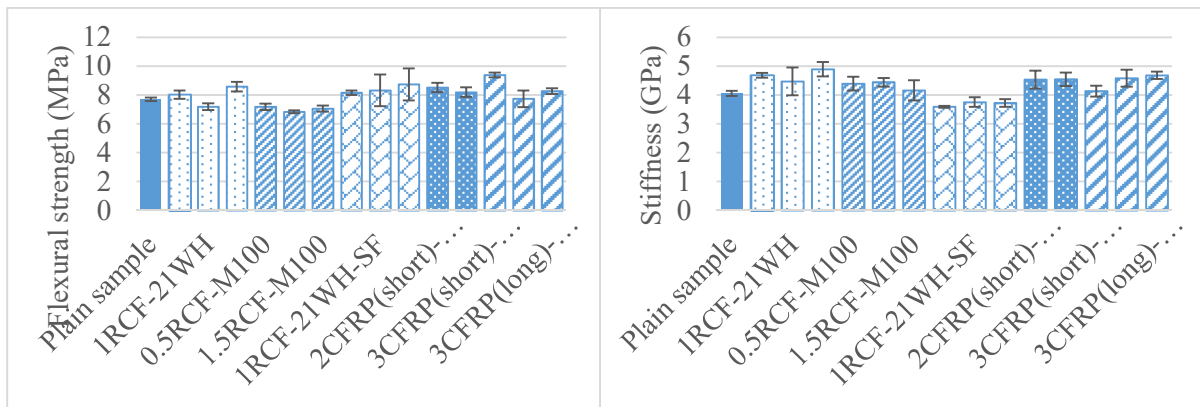 Flexural strength (MPa)
12
10
8
6
4
2
0
Plain sample
1RCF-21WH
0.5RCF-M100
1.5RCF-M100
1RCF-21WH-SF
2CFRP(short)-…
3CFRP(short)-…
3CFRP(long)-…
Stiffness (GPa)
6
5
4
3
2
1
0
Plain sample
1RCF-21WH
0.5RCF-M100
1.5RCF-M100
1RCF-21WH-SF
2CFRP(short)-…
3CFRP(short)-…
3CFRP(long)-…